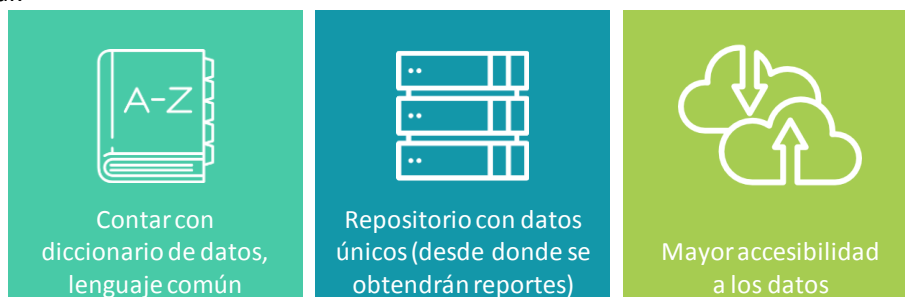 A-Z
Contar con
diccionario de datos,
lenguaje común
Repositorio con datos
únicos (desde donde se
obtendrán reportes)
Mayor accesibilidad
a los datos